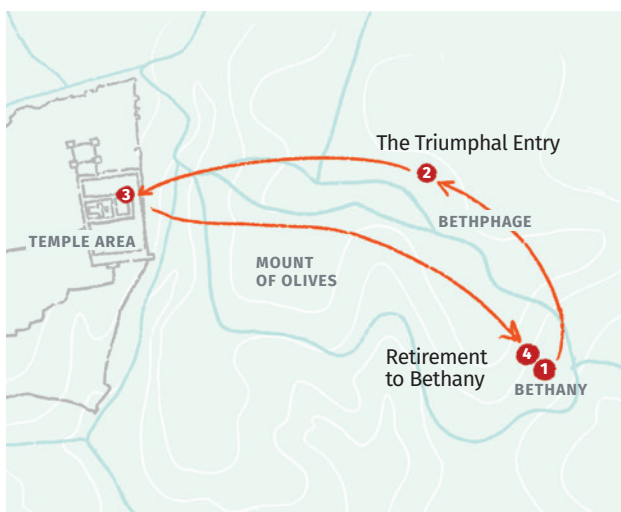 The Triumphal Entry
2
3
BETHPHAGE
TEMPLE AREA
MOUNT
OF OLIVES
4
1
Retirement
to Bethany
BETHANY